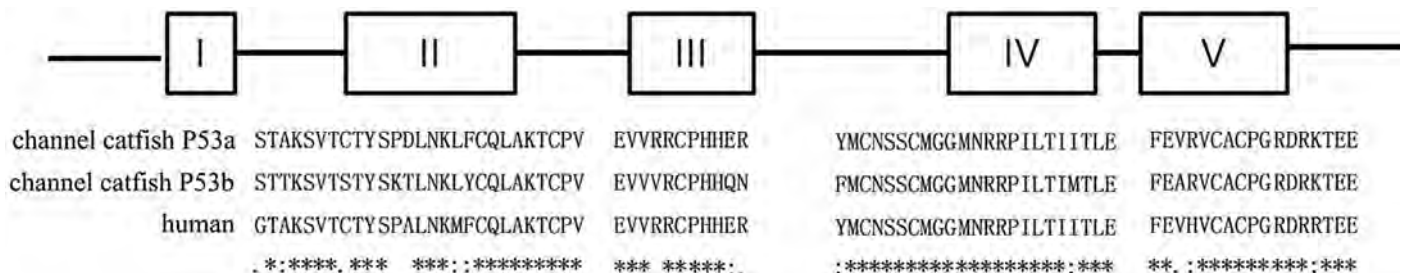 I II III IV V
channel catfish P53a STAKSVTCTYSPDLNKLFCQLAKTCPV EVVRRCPHHER YMCNSSCMGGMNRRPILTIITLE FEVRVCACPGRDRKTEE
channel catfish P53b STTKSVTSTYSKTLNKLYCQLAKTCPV EVVVRCPHHQN FMCNSSCMGGMNRRPILTIMTLE FEARVCACPGRDRKTEE
human GTAKSVTCTYSPALNKMFCQLAKTCPV EVVRRCPHHER YMCNSSCMGGMNRRPILTIITLE FEVHVCACPGRDRRTEE
.*:****.*** ***::********* *** *****:.. :******************:*** **.:*********:***